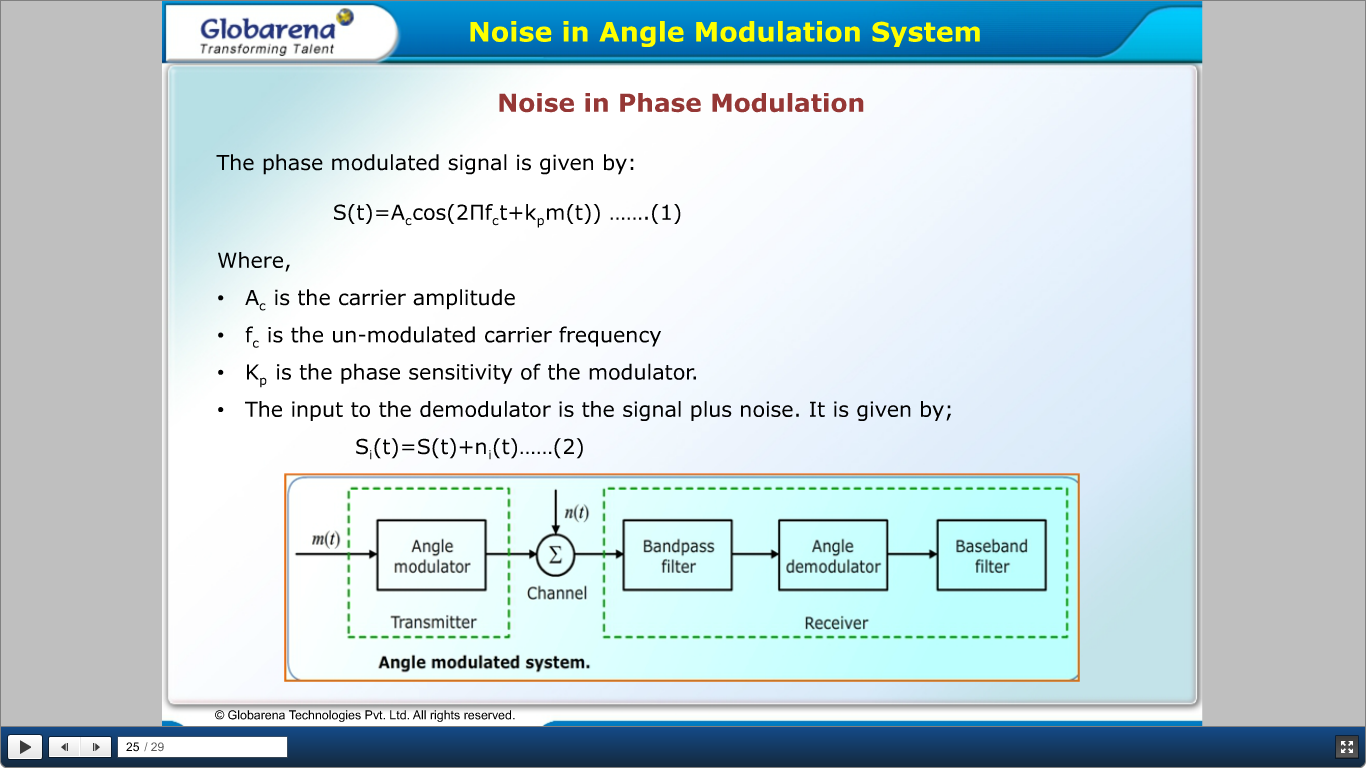 Globarena
Transforming Talent
Noise in Angle Modulation System
Noise in Phase Modulation
The phase modulated signal is given by:
S(t)=Accos(2Πfct+kpm(t)) …….(1)
Where,
• Ac is the carrier amplitude
• fc is the un-modulated carrier frequency
• Kp is the phase sensitivity of the modulator.
• The input to the demodulator is the signal plus noise. It is given by;
Si(t)=S(t)+ni(t)……(2)
n(t)
m(t)
Angle
modulator
Σ
Channel
Bandpass
filter
Angle
demodulator
Baseband
filter
Transmitter
Receiver
Angle modulated system.
© Globarena Technologies Pvt. Ltd. All rights reserved.
25 / 29